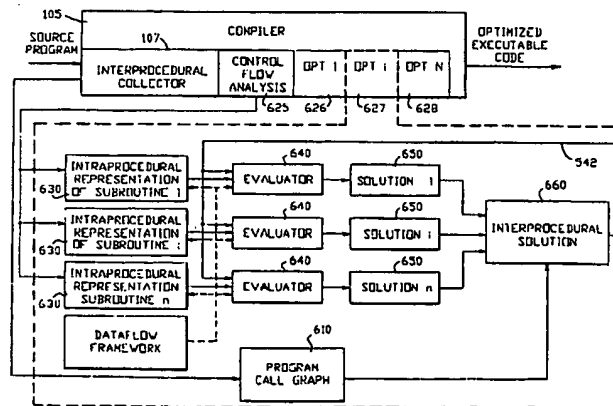 105
COMPILER
SOURCE
PROGRAM
107
INTERPROCEDURAL
COLLECTOR
CONTROL
FLOW
ANALYSIS
OPT 1
OPT i
OPT N
OPTIMIZED
EXECUTABLE
CODE
625
626
627
628
542
INTRAPROCEDURAL
REPRESENTATION
OF SUBROUTINE 1
630
640
EVALUATOR
650
SOLUTION 1
660
INTERPROCEDURAL
SOLUTION
INTRAPROCEDURAL
REPRESENTATION
OF SUBROUTINE i
630
640
EVALUATOR
650
SOLUTION i
INTRAPROCEDURAL
REPRESENTATION
SUBROUTINE n
630
640
EVALUATOR
650
SOLUTION n
DATAFLOW
FRAMEWORK
610
PROGRAM
CALL GRAPH